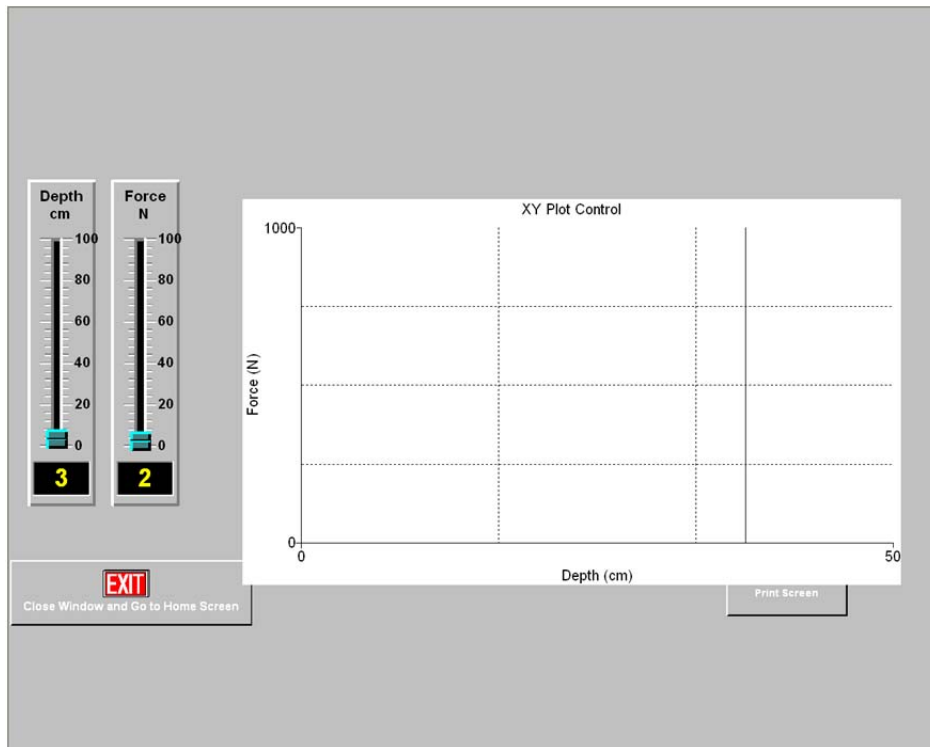 Depth
cm
100
80
60
40
20
0
3
Force
N
100
80
60
40
20
0
2
XY Plot Control
1000
Force (N)
0
0
50
Depth (cm)
EXIT
Close Window and Go to Home Screen
Print Screen